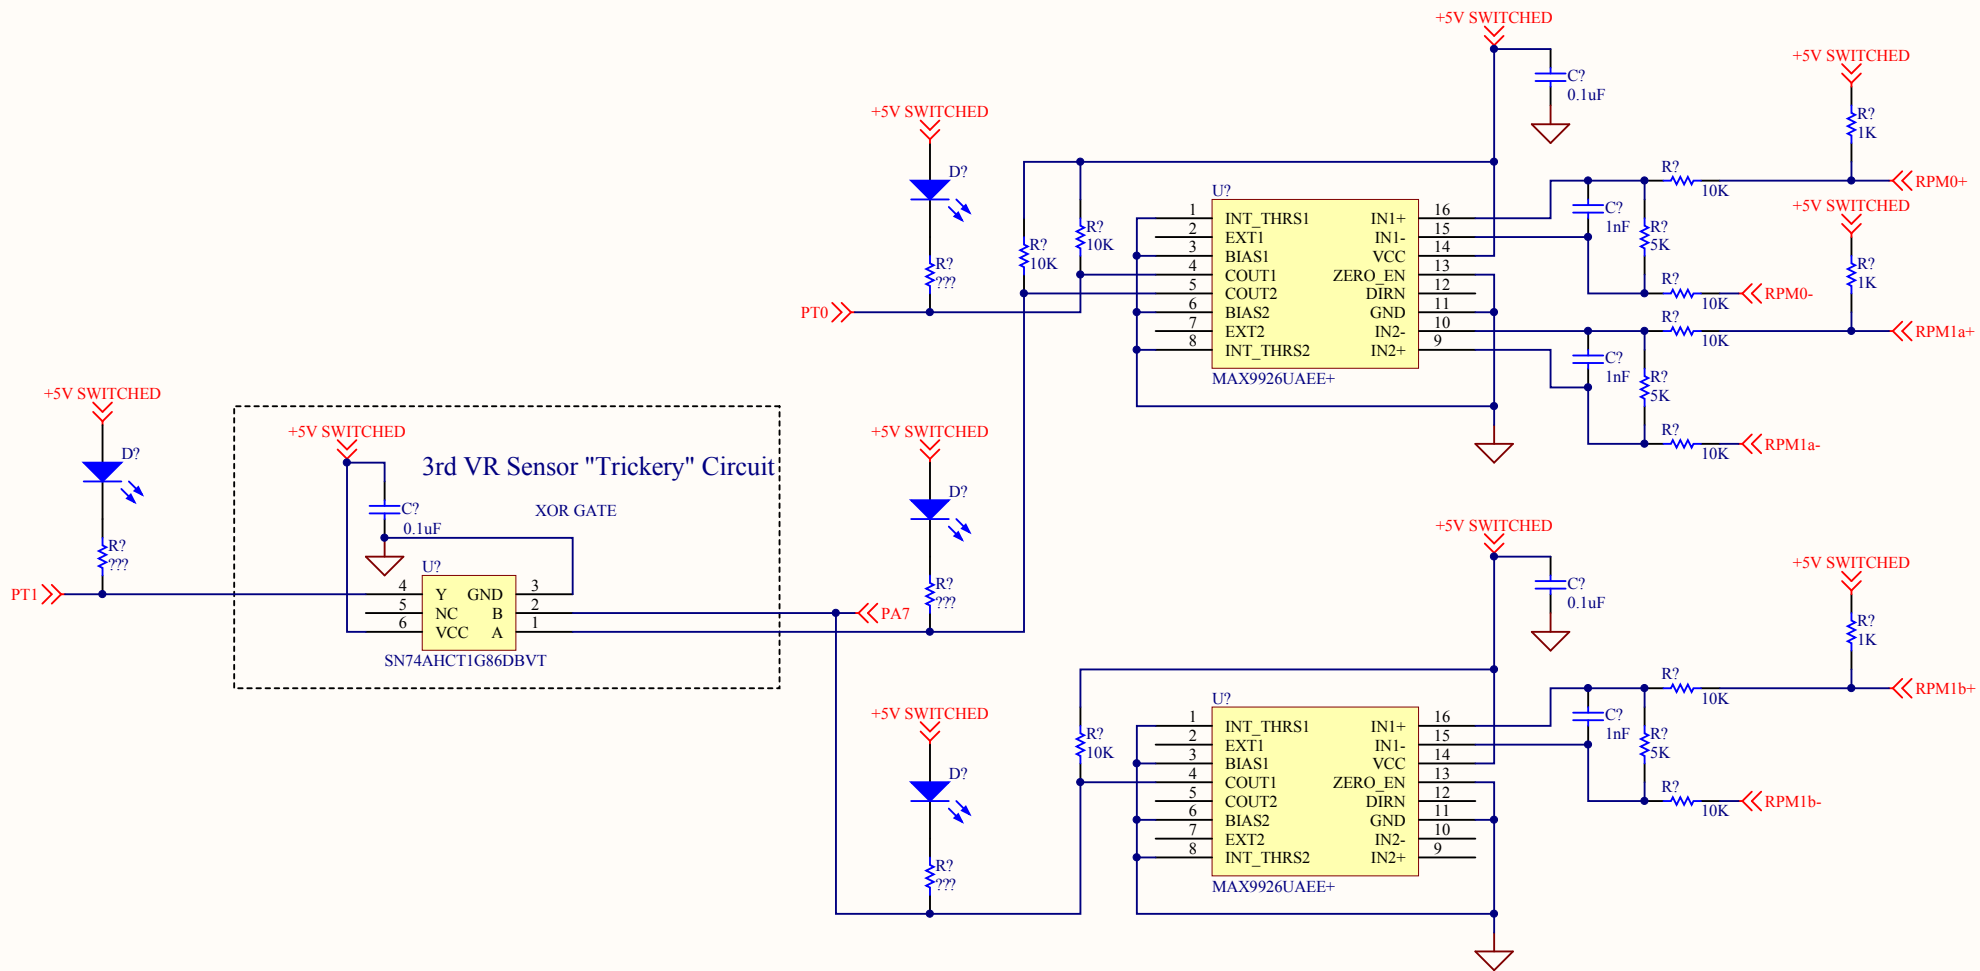 +5V SWITCHED
C?
0.1uF
+5V SWITCHED
R?
1K
+5V SWITCHED
D?
R?
???
PT0
R?
10K
R?
10K
U?
1 INT_THRS1 IN1+ 16
2 EXT1 IN1- 15
3 BIAS1 VCC 14
4 COUT1 ZERO_EN 13
5 COUT2 DIRN 12
6 BIAS2 GND 11
7 EXT2 IN2- 10
8 INT_THRS2 IN2+ 9
MAX9926UAEE+
R?
10K
RPM0+
C?
1nF
R?
5K
R?
10K
RPM0-
+5V SWITCHED
R?
1K
R?
10K
RPM1a+
C?
1nF
R?
5K
R?
10K
RPM1a-
+5V SWITCHED
D?
R?
???
PT1
+5V SWITCHED
3rd VR Sensor "Trickery" Circuit
C?
0.1uF
XOR GATE
U?
4 Y GND 3
5 NC B 2
6 VCC A 1
SN74AHCT1G86DBVT
PA7
+5V SWITCHED
D?
R?
???
+5V SWITCHED
D?
R?
???
+5V SWITCHED
C?
0.1uF
R?
10K
U?
1 INT_THRS1 IN1+ 16
2 EXT1 IN1- 15
3 BIAS1 VCC 14
4 COUT1 ZERO_EN 13
5 COUT2 DIRN 12
6 BIAS2 GND 11
7 EXT2 IN2- 10
8 INT_THRS2 IN2+ 9
MAX9926UAEE+
+5V SWITCHED
R?
1K
R?
10K
RPM1b+
C?
1nF
R?
5K
R?
10K
RPM1b-